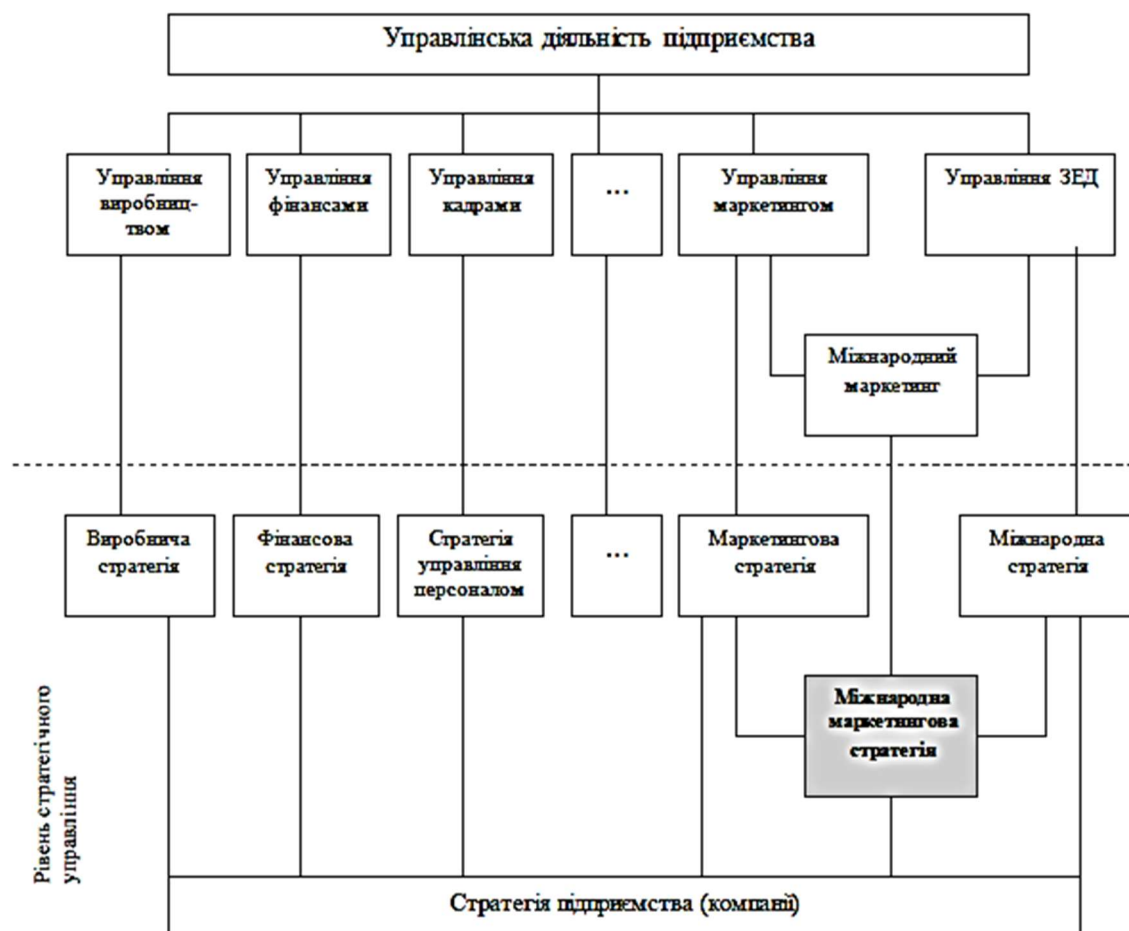 Управлінська діяльність підприємства
Управління
виробниц-
твом
Управління
фінансами
Управління
кадрами
...
Управління
маркетингом
Управління ЗЕД
Міжнародний
маркетинг
Виробнича
стратегія
Фінансова
стратегія
Стратегія
управління
персоналом
...
Маркетингова
стратегія
Міжнародна
стратегія
Міжнародна
маркетингова
стратегія
Рівень стратегічного
управління
Стратегія підприємства (компанії)